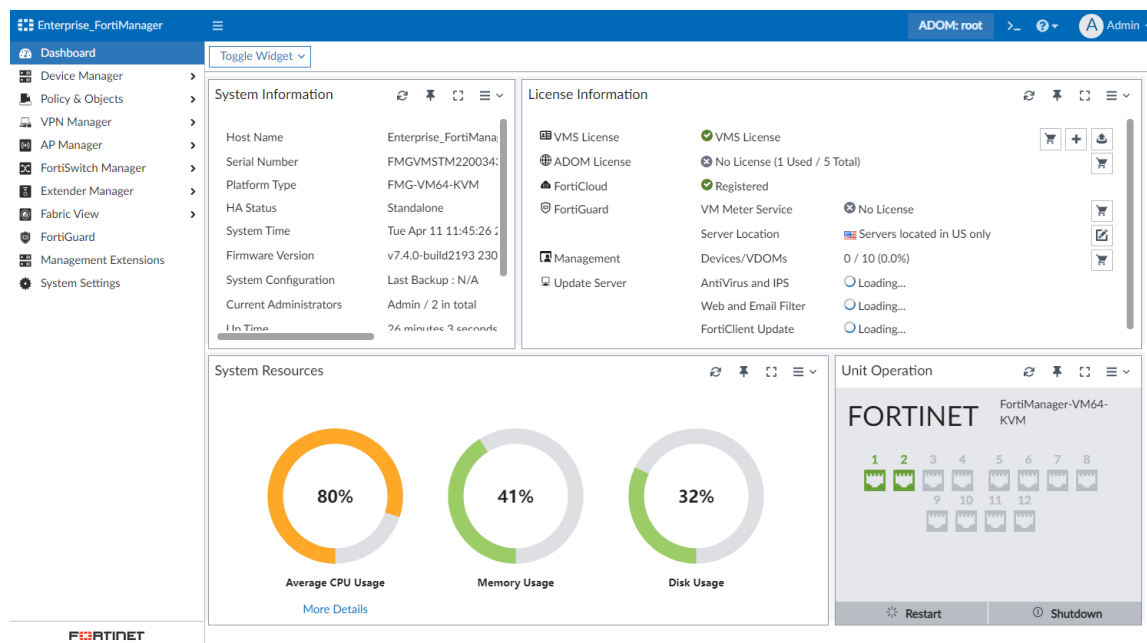 Enterprise_FortiManager
ADOM: root
>_
Admin
Dashboard
Device Manager
Policy & Objects
VPN Manager
AP Manager
FortiSwitch Manager
Extender Manager
Fabric View
FortiGuard
Management Extensions
System Settings
FORTINET
Toggle Widget
System Information
Host Name Enterprise_FortiMana
Serial Number FMGVMSTM220034
Platform Type FMG-VM64-KVM
HA Status Standalone
System Time Tue Apr 11 11:45:26
Firmware Version v7.4.0-build2193 230
System Configuration Last Backup : N/A
Current Administrators Admin / 2 in total
Up Time 26 minutes 3 seconds
License Information
VMS License VMS License
ADOM License No License (1 Used / 5 Total)
FortiCloud Registered
FortiGuard VM Meter Service No License
Server Location Servers located in US only
Management Devices/VDOMs 0 / 10 (0.0%)
Update Server AntiVirus and IPS Loading...
Web and Email Filter Loading...
FortiClient Update Loading...
System Resources
80%
Average CPU Usage
More Details
41%
Memory Usage
32%
Disk Usage
Unit Operation
FORTINET
FortiManager-VM64-
KVM
1 2 3 4 5 6 7 8
9 10 11 12
Restart
Shutdown